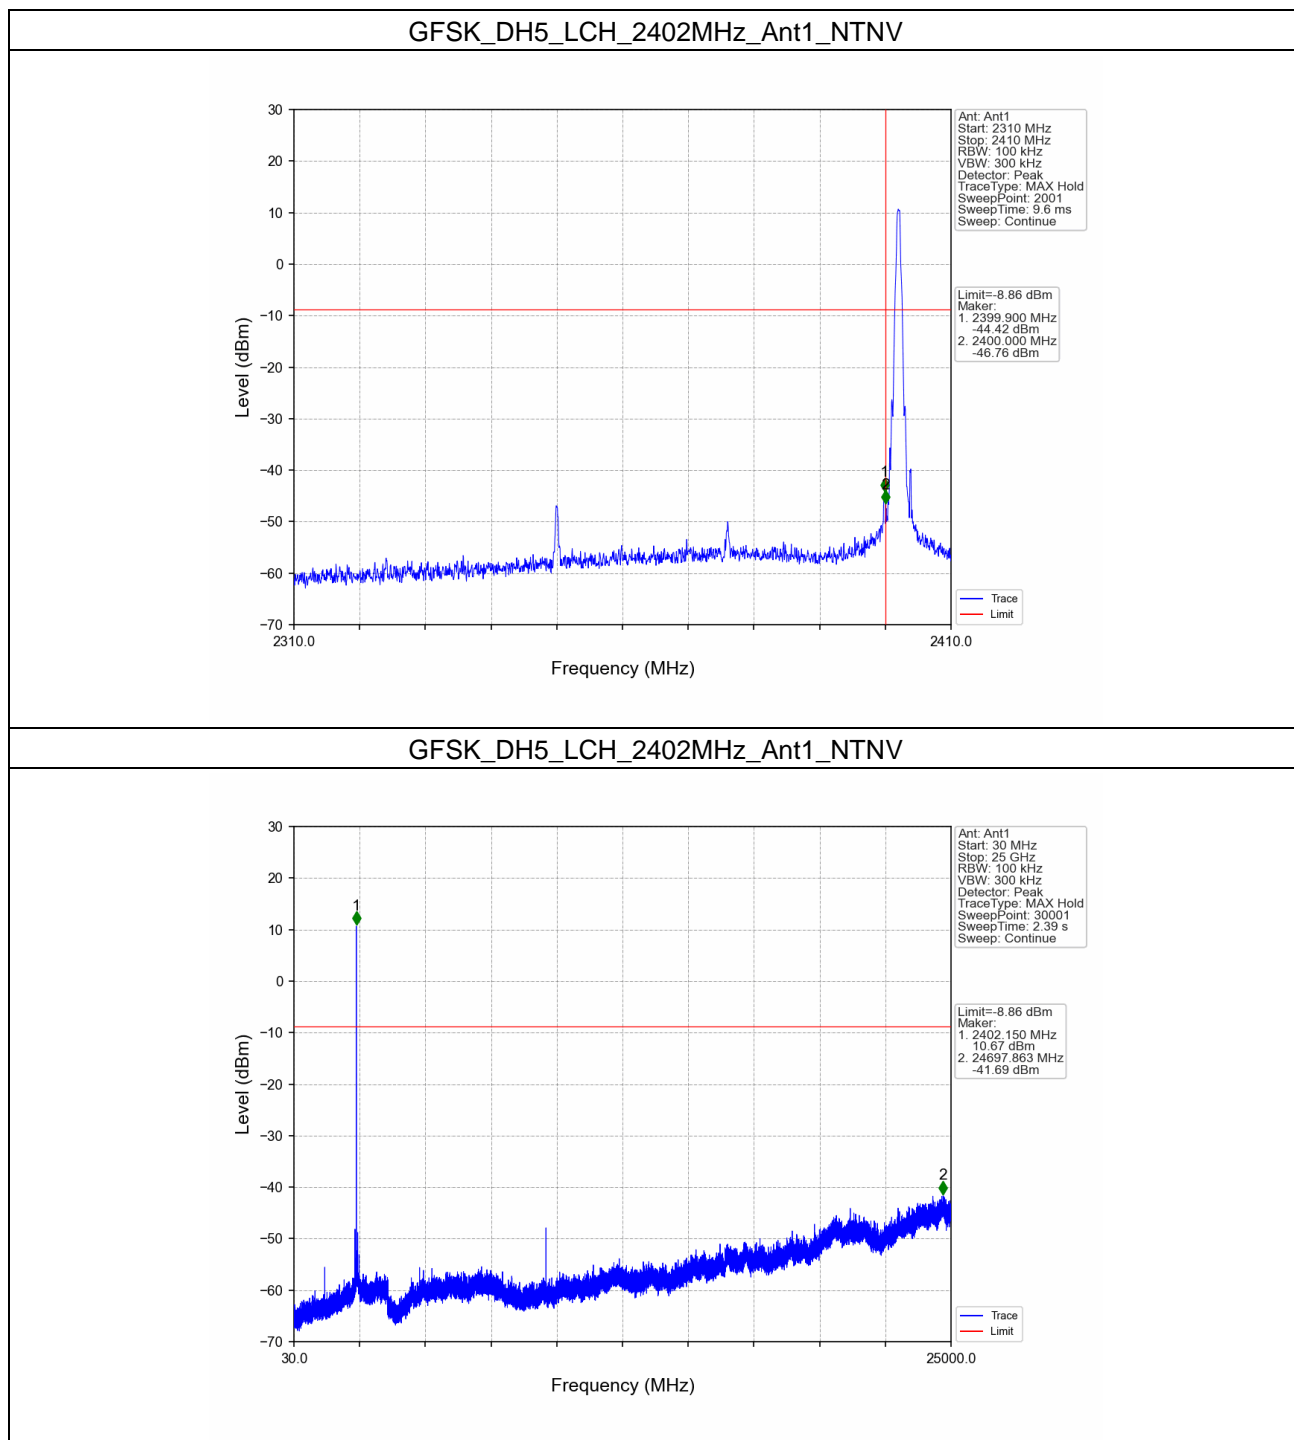 GFSK_DH5_LCH_2402MHz_Ant1_NTNV
30
20
10
0
−10
−20
−30
−40
−50
−60
−70
Level (dBm)
2310.0
2410.0
Frequency (MHz)
1
2
Ant: Ant1
Start: 2310 MHz
Stop: 2410 MHz
RBW: 100 kHz
VBW: 300 kHz
Detector: Peak
TraceType: MAX Hold
SweepPoint: 2001
SweepTime: 9.6 ms
Sweep: Continue
Limit=-8.86 dBm
Maker:
1. 2399.900 MHz
-44.42 dBm
2. 2400.000 MHz
-46.76 dBm
Trace
Limit
GFSK_DH5_LCH_2402MHz_Ant1_NTNV
30
20
10
0
−10
−20
−30
−40
−50
−60
−70
Level (dBm)
30.0
25000.0
Frequency (MHz)
1
2
Ant: Ant1
Start: 30 MHz
Stop: 25 GHz
RBW: 100 kHz
VBW: 300 kHz
Detector: Peak
TraceType: MAX Hold
SweepPoint: 30001
SweepTime: 2.39 s
Sweep: Continue
Limit=-8.86 dBm
Maker:
1. 2402.150 MHz
10.67 dBm
2. 24697.863 MHz
-41.69 dBm
Trace
Limit